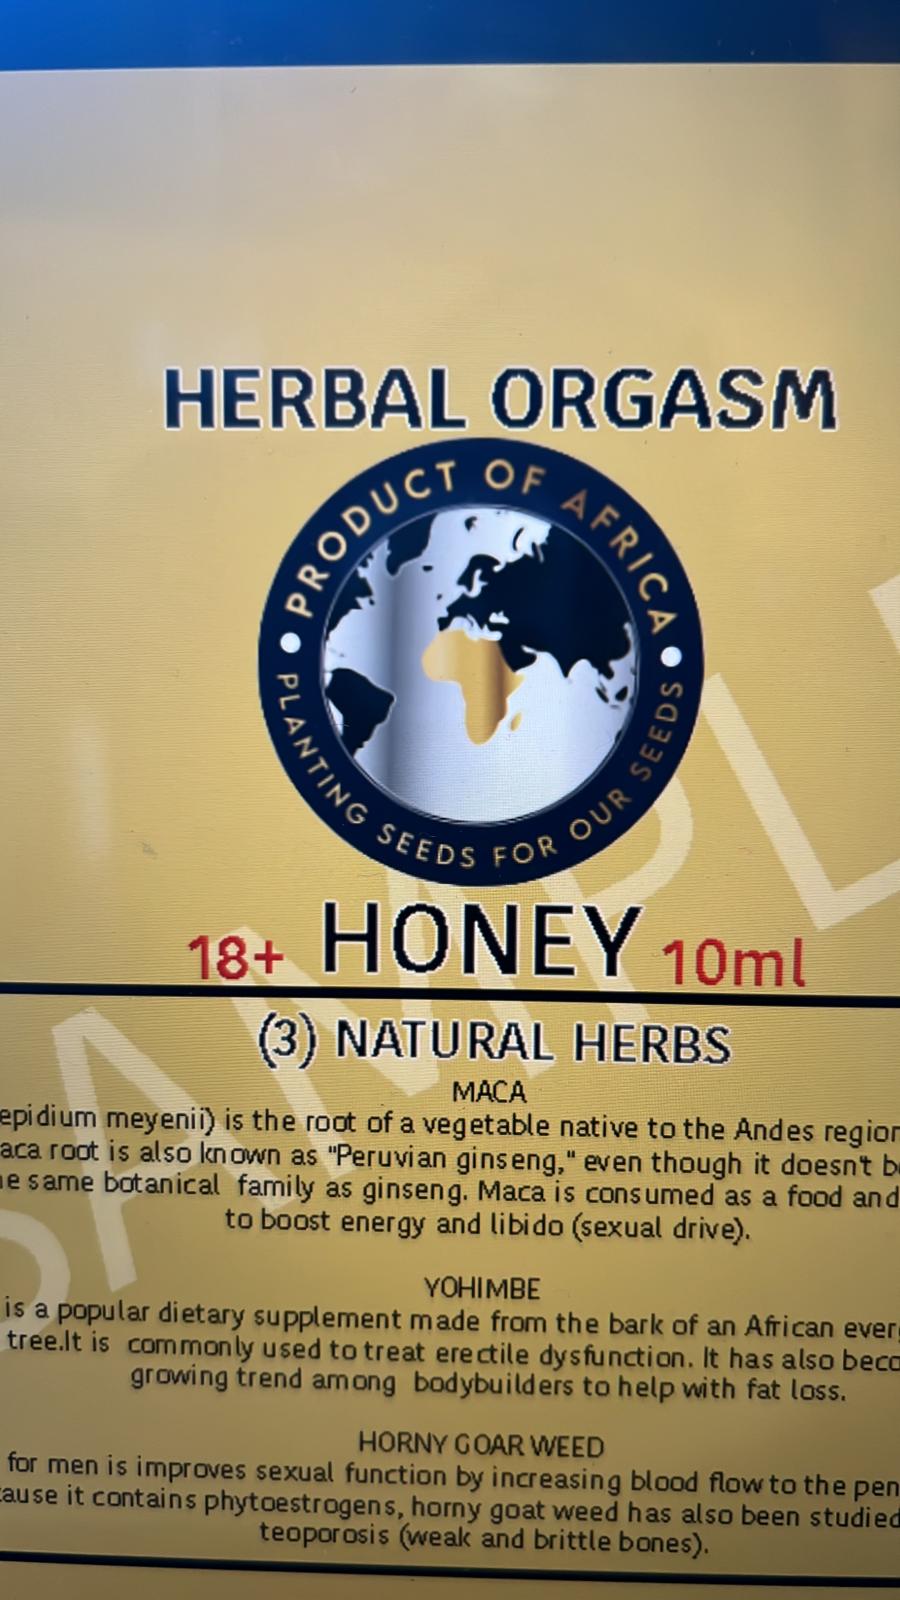 HERBAL ORGASM
PRODUCT OF AFRICA
PLANTING SEEDS FOR OUR SEEDS
18+ HONEY 10ml
(3) NATURAL HERBS
MACA
epidium meyenii) is the root of a vegetable native to the Andes region
aca root is also known as "Peruvian ginseng," even though it doesn't b
e same botanical family as ginseng. Maca is consumed as a food and
to boost energy and libido (sexual drive).
YOHIMBE
is a popular dietary supplement made from the bark of an African ever
tree.It is commonly used to treat erectile dysfunction. It has also beco
growing trend among bodybuilders to help with fat loss.
HORNY GOAR WEED
for men is improves sexual function by increasing blood flow to the pen
ause it contains phytoestrogens, horny goat weed has also been studied
teoporosis (weak and brittle bones).
SAMPL